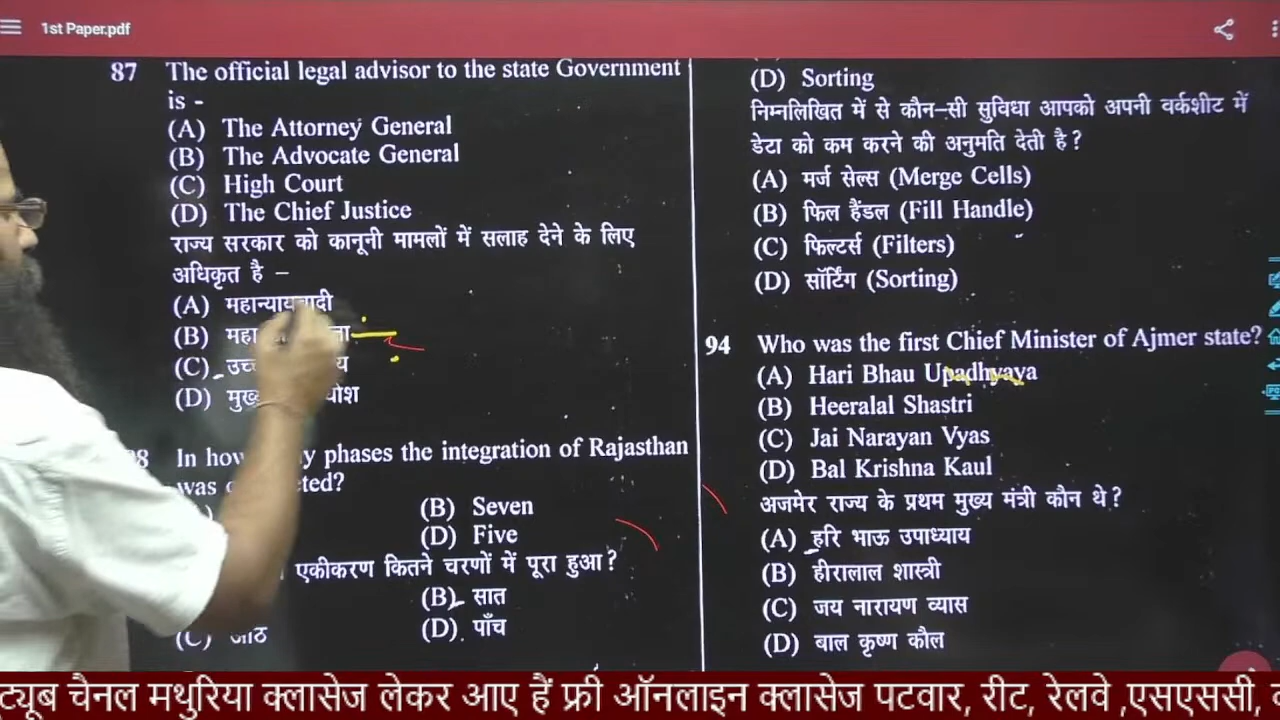 1st Paper.pdf
87 The official legal advisor to the state Government
is -
(A) The Attorney General
(B) The Advocate General
(C) High Court
(D) The Chief Justice
राज्य सरकार को कानूनी मामलों में सलाह देने के लिए
अधिकृत है –
(A)
(B)
(C)
(D)
In phases the integration of Rajasthan
was
(B) Seven
(D) Five
एकीकरण कितने चरणों में पूरा हुआ?
(B) सात
(C) (D) पाँच
(D) Sorting
निम्नलिखित में से कौन–सी सुविधा आपको अपनी वर्कशीट में
डेटा को कम करने की अनुमति देती है?
(A) मर्ज सेल्स (Merge Cells)
(B) फिल हैंडल (Fill Handle)
(C) फिल्टर्स (Filters)
(D) सॉर्टिंग (Sorting)
94 Who was the first Chief Minister of Ajmer state?
(A) Hari Bhau Upadhyaya
(B) Heeralal Shastri
(C) Jai Narayan Vyas
(D) Bal Krishna Kaul
अजमेर राज्य के प्रथम मुख्य मंत्री कौन थे?
(A) हरि भाऊ उपाध्याय
(B) हीरालाल शास्त्री
(C) जय नारायण व्यास
(D) बाल कृष्ण कौल
चैनल मथुरिया क्लासेज लेकर आए हैं फ्री ऑनलाइन क्लासेज पटवार, रीट, रेलवे ,एसएससी,